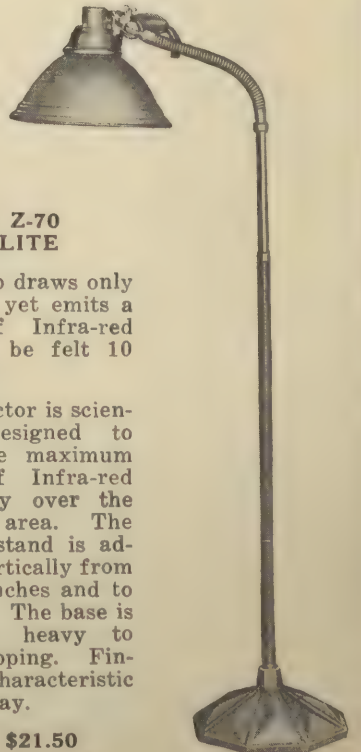 Z-70
LITE
draws only
yet emits a
Infra-red
be felt 10
ctor is scien-
esigned to
e maximum
f Infra-red
y over the
area. The
stand is ad-
rtically from
nches and to
The base is
heavy to
pping. Fin-
haracteristic
ay.
$21.50